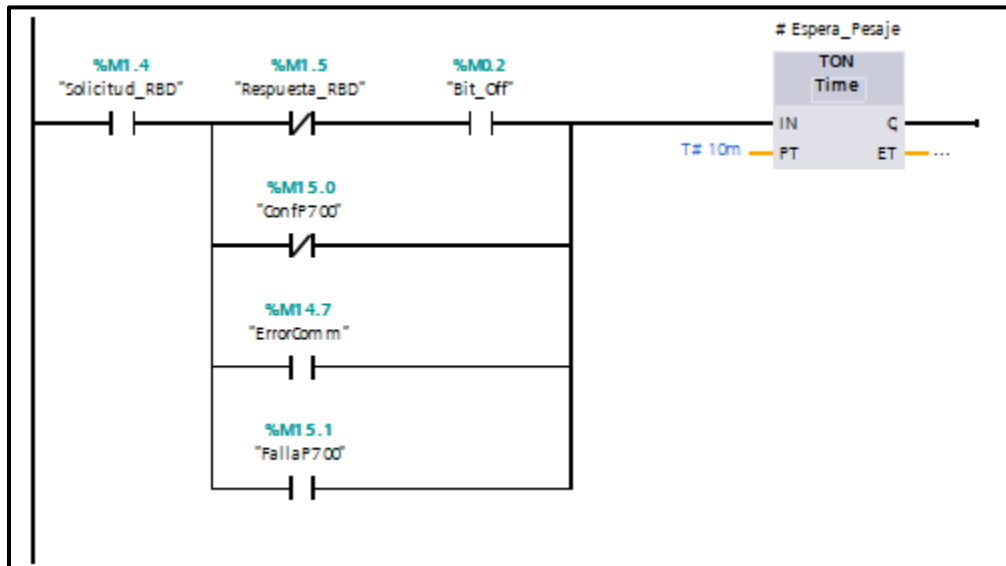 # Espera_Pesaje
%M1.4
"Solicitud_RBD"
%M1.5
"Respuesta_RBD"
%M0.2
"Bit_Off"
TON
Time
IN
Q
T# 10m
PT
ET
...
%M15.0
"ConfP700"
%M14.7
"ErrorComm"
%M15.1
"FallaP700"